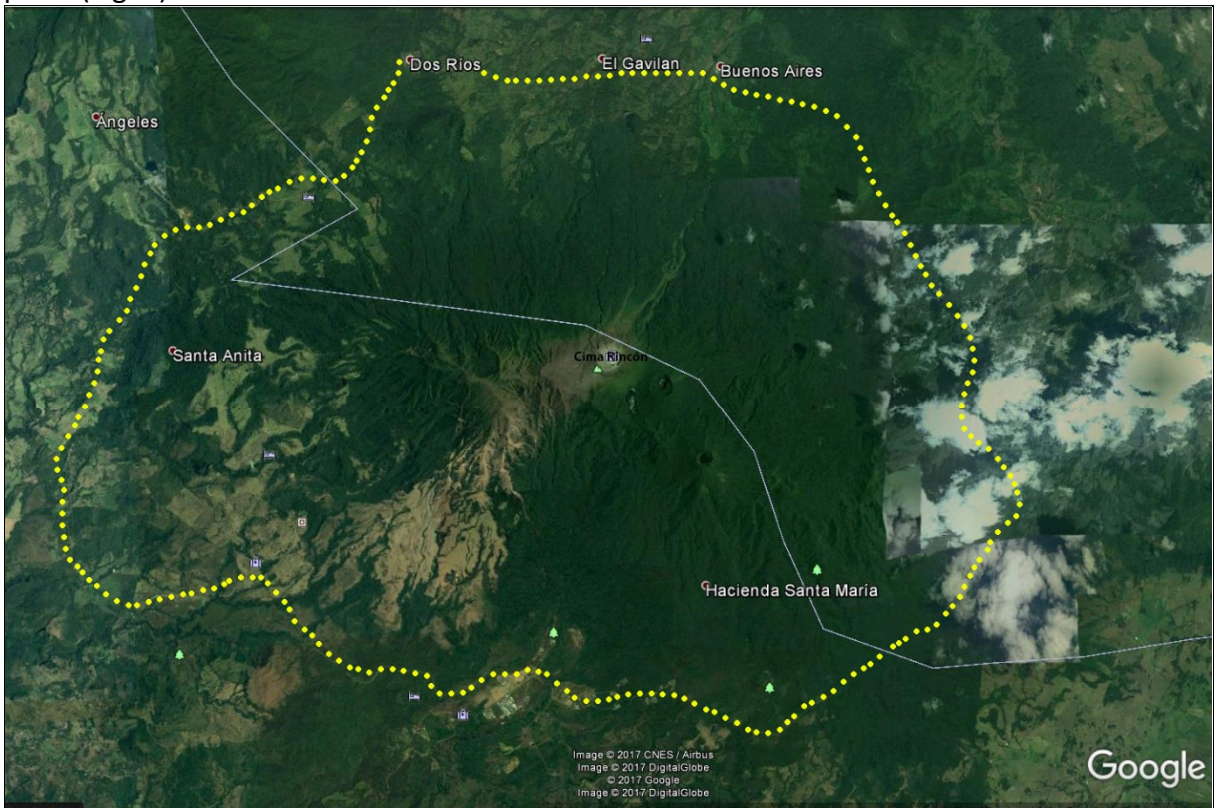 Dos Ríos
El Gavilan
Buenos Aires
Ángeles
Santa Anita
Cima Rincón
Hacienda Santa María
Image © 2017 CNES / Airbus
Image © 2017 DigitalGlobe
© 2017 Google
Image © 2017 DigitalGlobe
Google